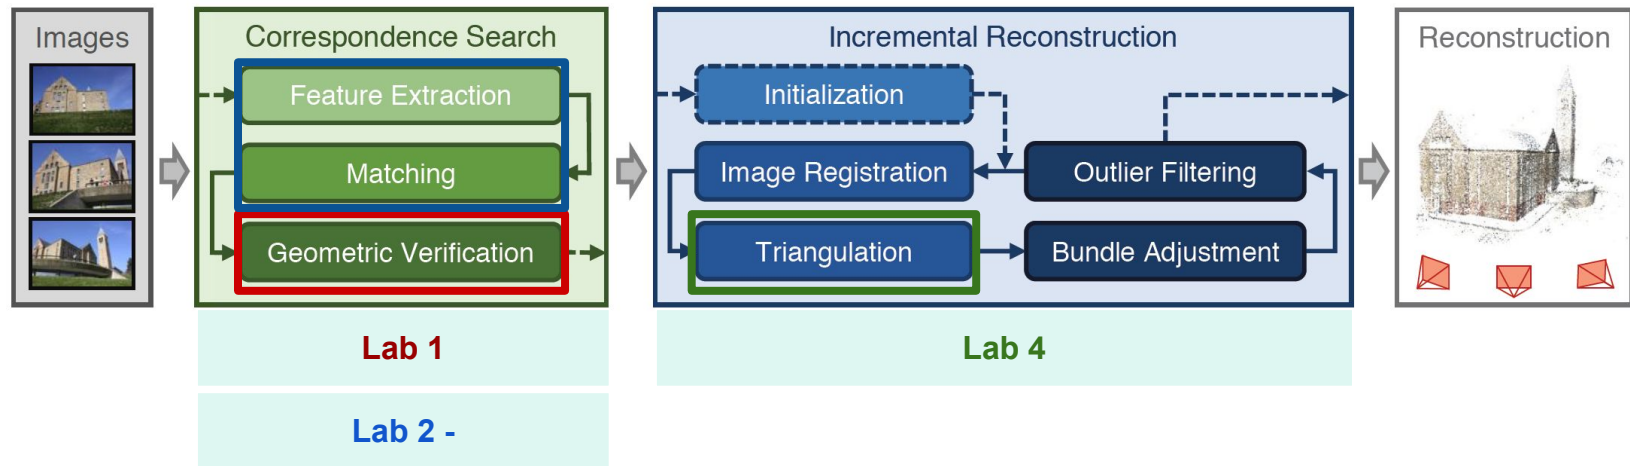 Images
Correspondence Search
Feature Extraction
Matching
Geometric Verification
Incremental Reconstruction
Initialization
Image Registration
Outlier Filtering
Triangulation
Bundle Adjustment
Reconstruction
Lab 1
Lab 4
Lab 2 -